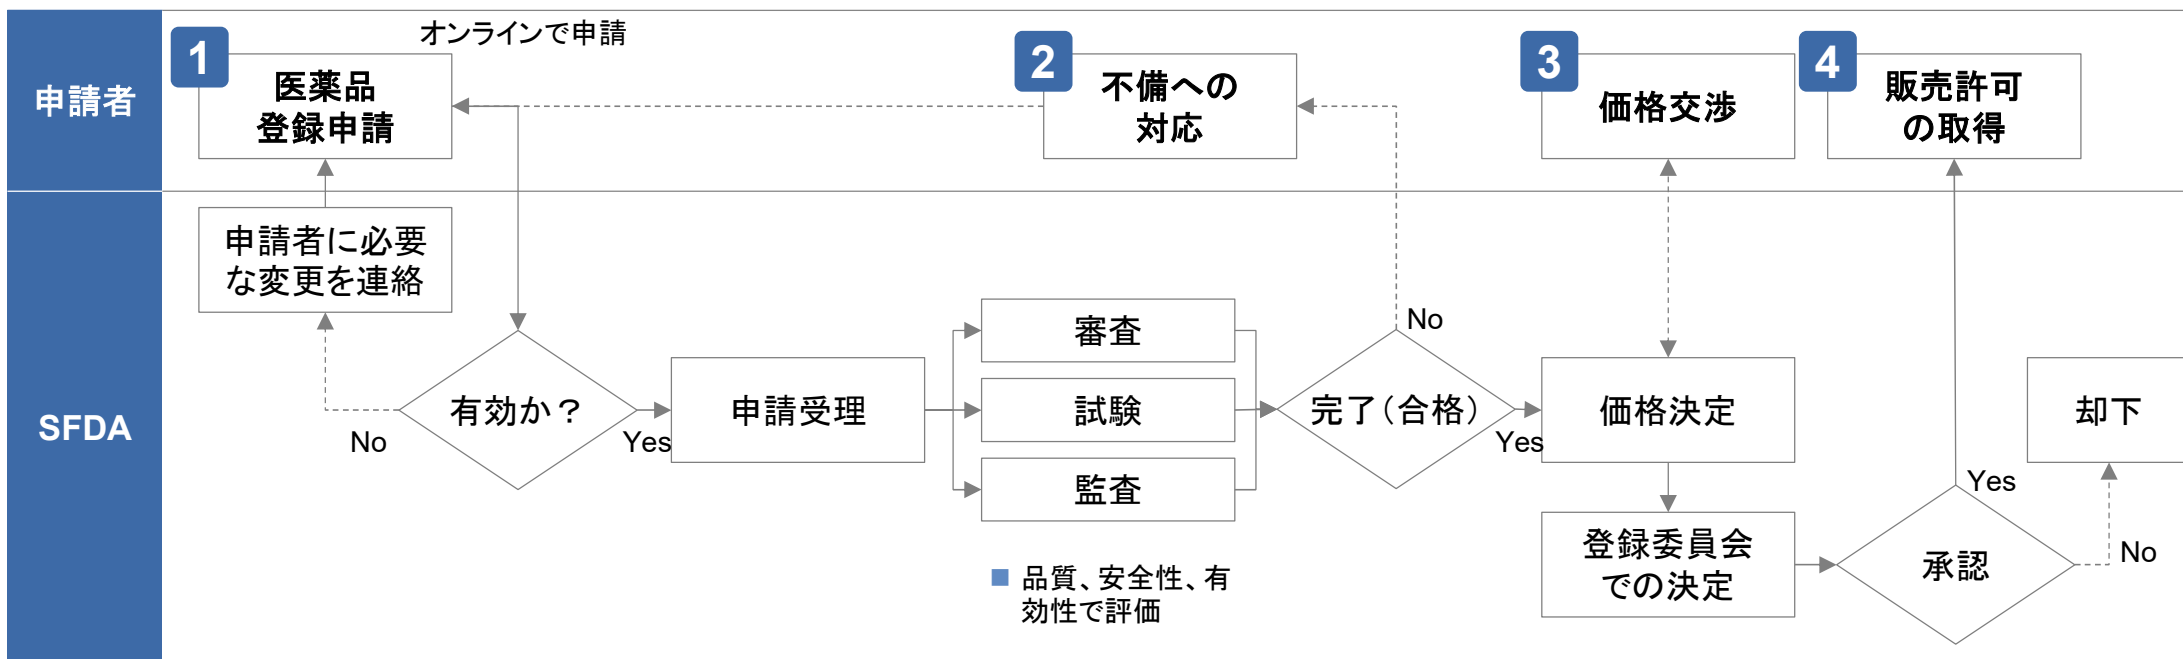 オンラインで申請
申請者
1
医薬品
登録申請
2
不備への
対応
3
価格交渉
4
販売許可
の取得
SFDA
申請者に必要
な変更を連絡
No
有効か？
Yes
申請受理
審査
試験
監査
品質、安全性、有
効性で評価
完了(合格)
No
Yes
価格決定
登録委員会
での決定
承認
Yes
No
却下